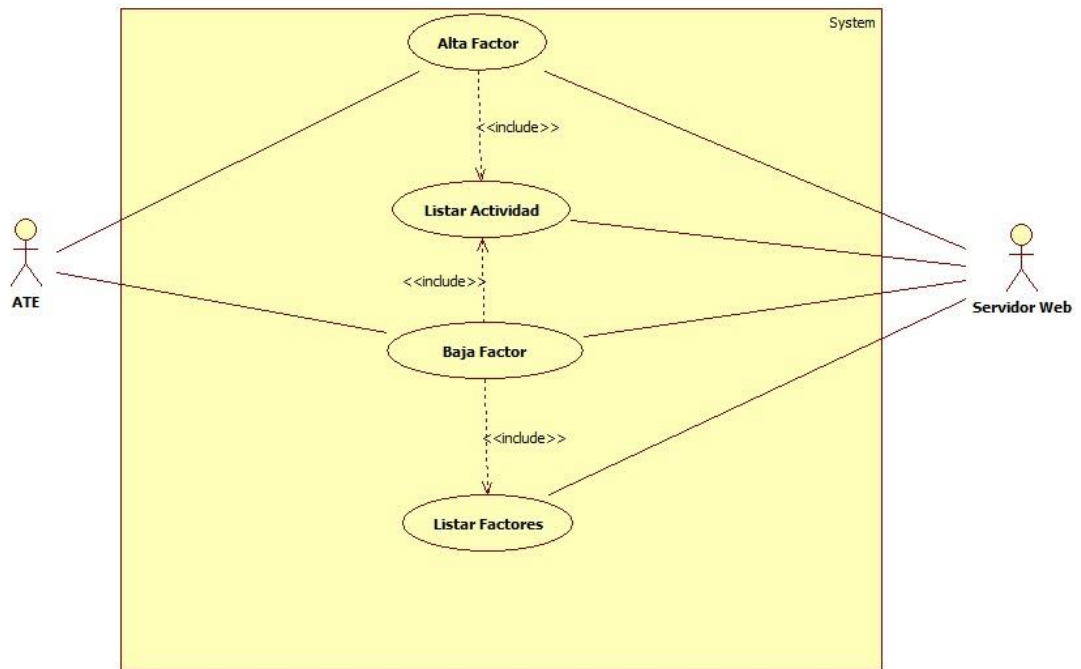 System
Alta Factor
<<include>>
Listar Actividad
<<include>>
ATE
Servidor Web
Baja Factor
<<include>>
Listar Factores